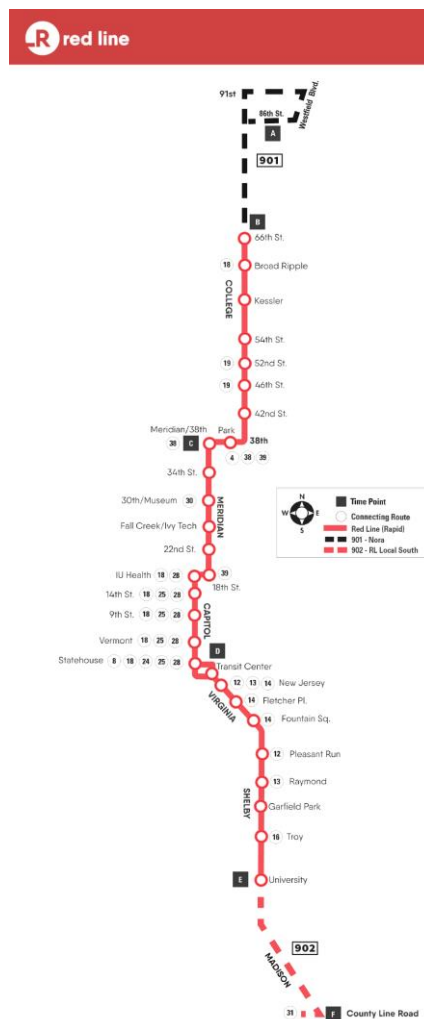 R red line
91st
86th St.
Westfield Blvd.
A
901
B
66th St.
18 Broad Ripple
COLLEGE
Kessler
54th St.
19 52nd St.
19 46th St.
42nd St.
Meridian/38th Park
38 C 38th
4 38 39
34th St.
30th/Museum 30
MERIDIAN
Fall Creek/Ivy Tech
22nd St.
N
W E
S
Time Point
Connecting Route
Red Line (Rapid)
901 - Nora
902 - RL Local South
IU Health 18 28 39
18th St.
14th St. 18 25 28
CAPITOL
9th St. 18 25 28
Vermont 18 25 28
D
Statehouse 8 18 24 25 28 Transit Center
12 13 14 New Jersey
VIRGINIA
14 Fletcher Pl.
14 Fountain Sq.
12 Pleasant Run
13 Raymond
SHELBY
Garfield Park
16 Troy
E University
902
MADISON
31 F County Line Road